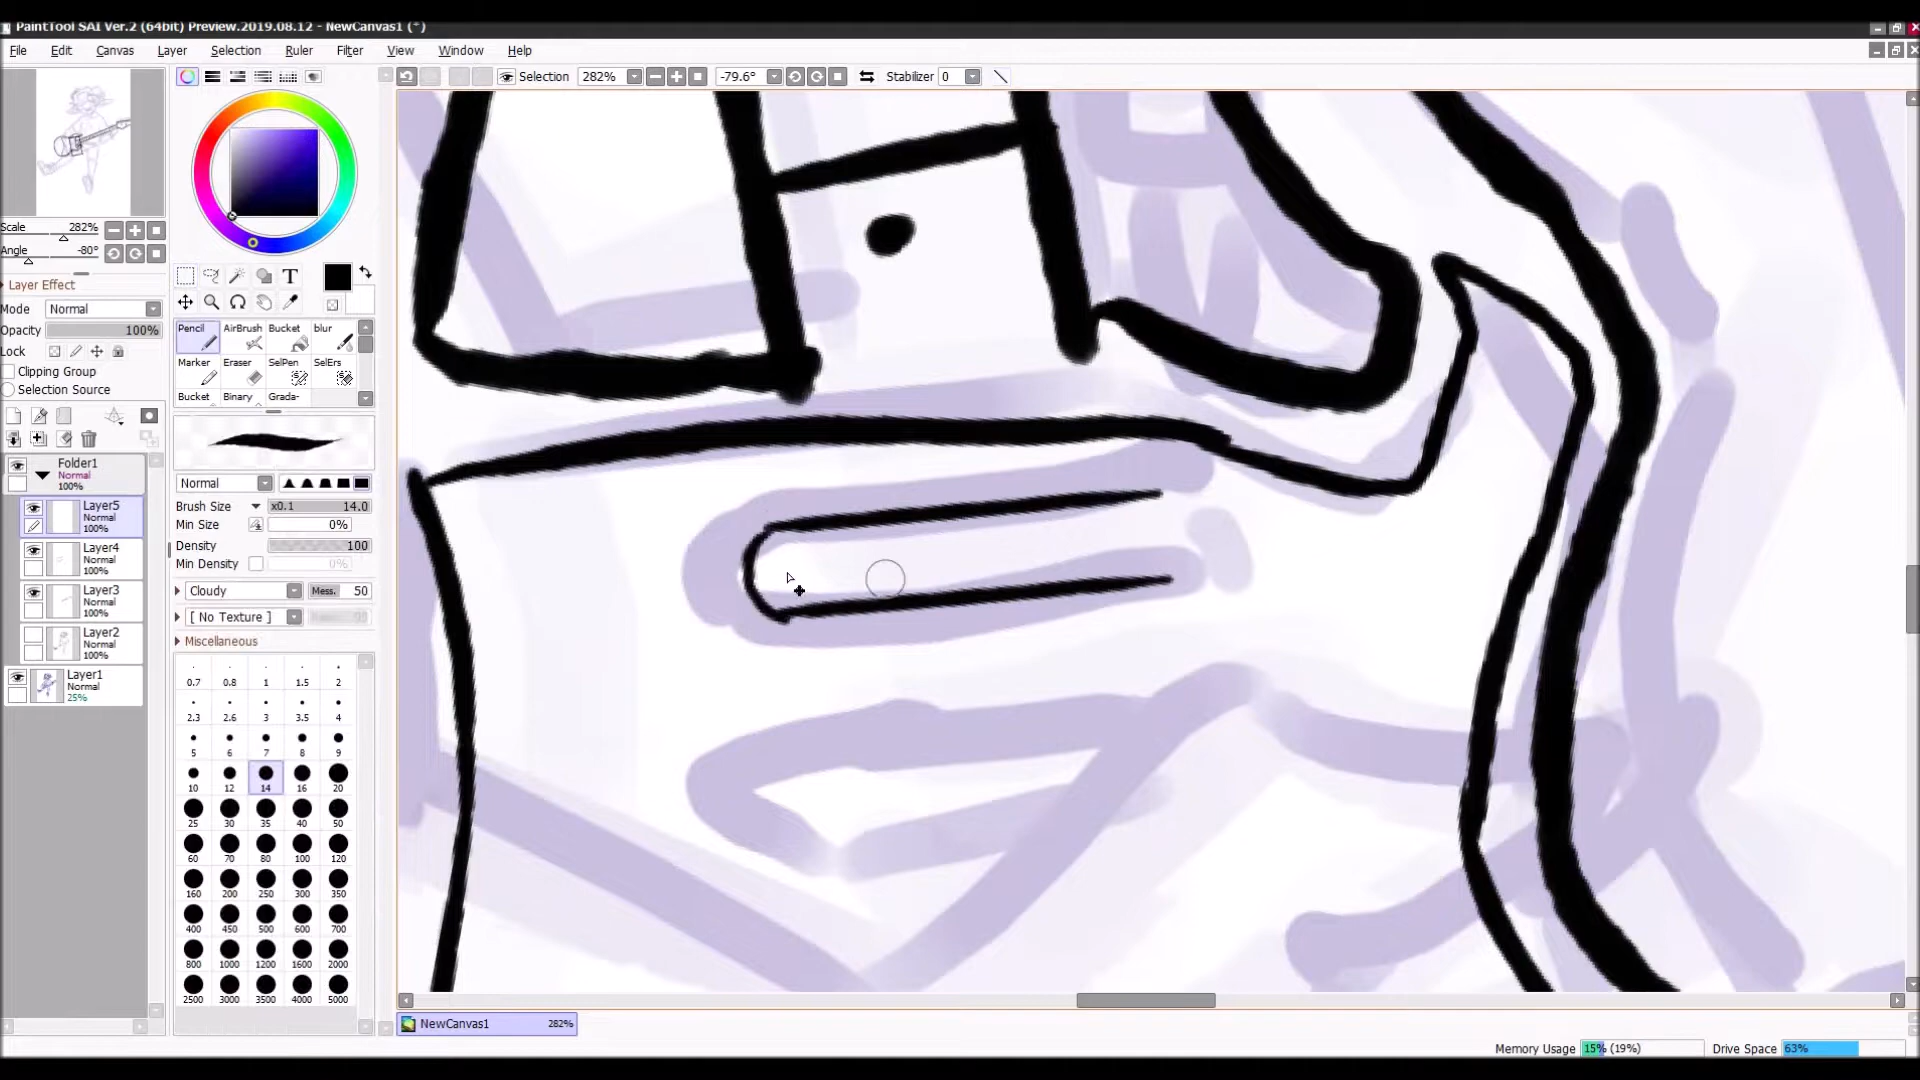 PaintTool SAI Ver.2 (64bit) Preview.2019.08.12 - NewCanvas1 (*)
File Edit Canvas Layer Selection Ruler Filter View Window Help
Selection 282% -79.6° Stabilizer 0
Scale 282%
Angle -80°
Layer Effect
Mode Normal
Opacity 100%
Lock
Clipping Group
Selection Source
Folder1
Normal
100%
Layer5
Normal
100%
Layer4
Normal
100%
Layer3
Normal
100%
Layer2
Normal
100%
Layer1
Normal
25%
T
Pencil AirBrush Bucket blur
Marker Eraser SelPen SelErs
Bucket Binary Grada-
Normal
Brush Size x0.1 14.0
Min Size 0%
Density 100
Min Density 0%
Cloudy Mess. 50
[ No Texture ]
Miscellaneous
0.7 0.8 1 1.5 2
2.3 2.6 3 3.5 4
5 6 7 8 9
10 12 14 16 20
25 30 35 40 50
60 70 80 100 120
160 200 250 300 350
400 450 500 600 700
800 1000 1200 1600 2000
2500 3000 3500 4000 5000
NewCanvas1 282%
Memory Usage 15% (19%) Drive Space 63%